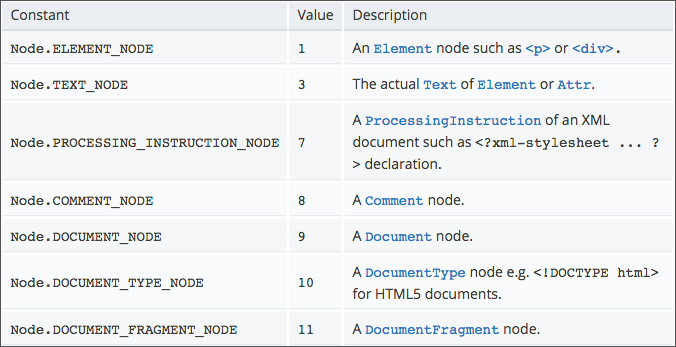 Constant Value Description
Node.ELEMENT_NODE 1 An Element node such as <p> or <div>.
Node.TEXT_NODE 3 The actual Text of Element or Attr.
Node.PROCESSING_INSTRUCTION_NODE 7 A ProcessingInstruction of an XML
document such as <?xml-stylesheet ... ?
> declaration.
Node.COMMENT_NODE 8 A Comment node.
Node.DOCUMENT_NODE 9 A Document node.
Node.DOCUMENT_TYPE_NODE 10 A DocumentType node e.g. <!DOCTYPE html>
for HTML5 documents.
Node.DOCUMENT_FRAGMENT_NODE 11 A DocumentFragment node.